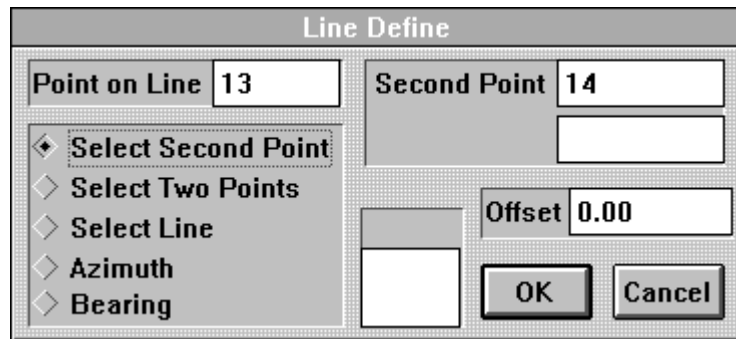 Line Define
Point on Line 13
Second Point 14
Select Second Point
Select Two Points
Select Line
Azimuth
Bearing
Offset 0.00
OK
Cancel